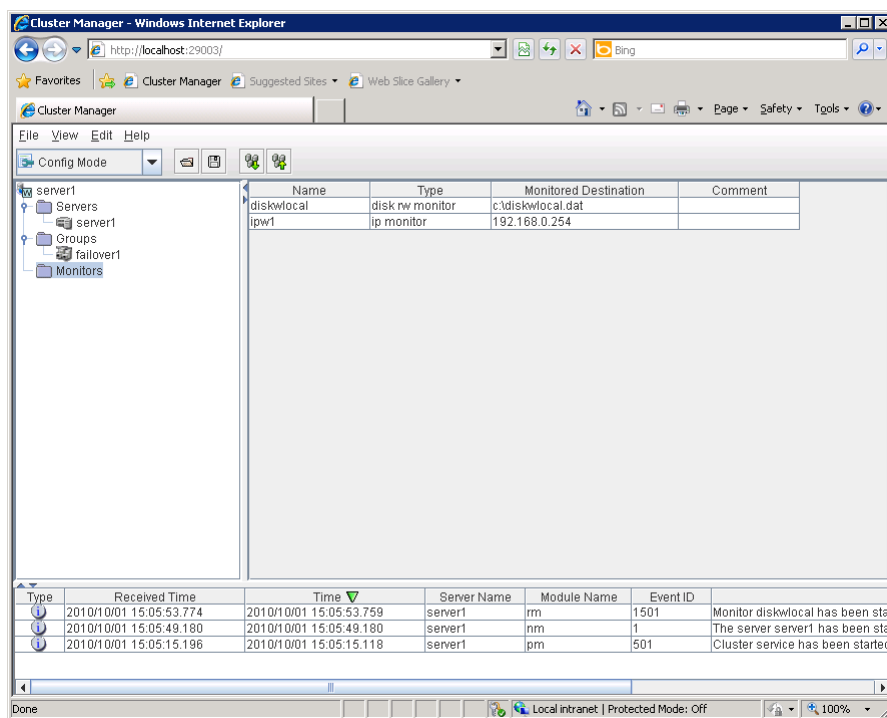 Cluster Manager - Windows Internet Explorer
http://localhost:29003/
Bing
Favorites Cluster Manager Suggested Sites Web Slice Gallery
Cluster Manager Page Safety Tools
File View Edit Help
Config Mode
server1
Servers
server1
Groups
failover1
Monitors
Name Type Monitored Destination Comment
diskwlocal disk rw monitor c:\diskwlocal.dat
ipw1 ip monitor 192.168.0.254
Type Received Time Time Server Name Module Name Event ID
2010/10/01 15:05:53.774 2010/10/01 15:05:53.759 server1 rm 1501 Monitor diskwlocal has been sta
2010/10/01 15:05:49.180 2010/10/01 15:05:49.180 server1 nm 1 The server server1 has been sta
2010/10/01 15:05:15.196 2010/10/01 15:05:15.118 server1 pm 501 Cluster service has been started
Done Local intranet | Protected Mode: Off 100%